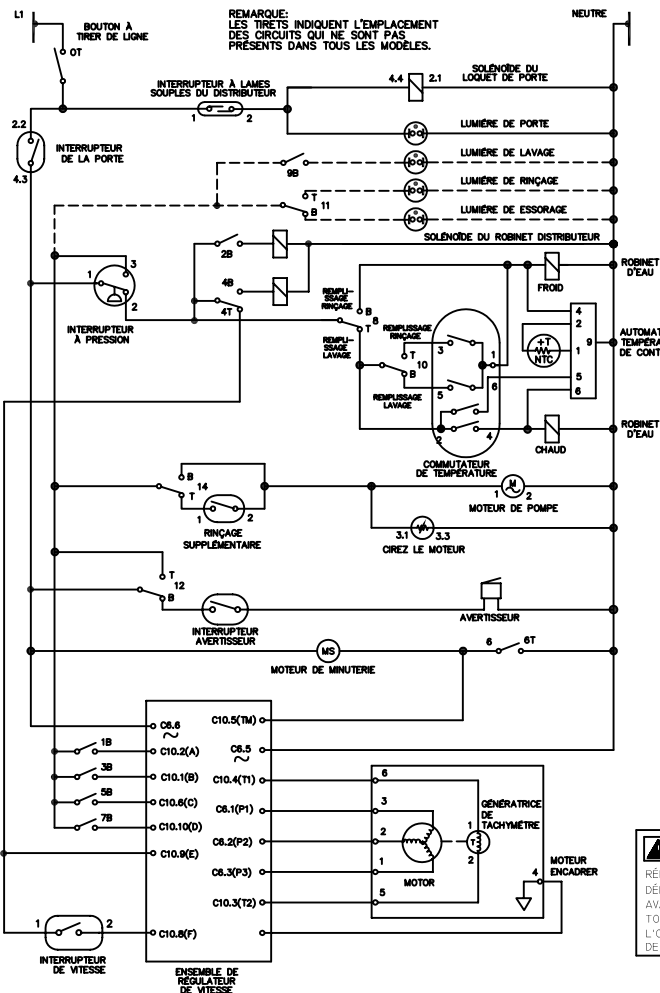 L1
BOUTON À
TIRER DE LIGNE
REMARQUE:
LES TIRETS INDIQUENT L'EMPLACEMENT
DES CIRCUITS QUI NE SONT PAS
PRÉSENTS DANS TOUS LES MODÈLES.
NEUTRE
OT
INTERRUPTEUR À LAMES
SOUPLES DU DISTRIBUTEUR
1 2
SOLÉNOÏDE DU
LOQUET DE PORTE
4.4 2.1
2.2
INTERRUPTEUR
DE LA PORTE
4.3
LUMIÉRE DE PORTE
LUMIÉRE DE LAVAGE
9B
LUMIÉRE DE RINÇAGE
T
11
B
LUMIÉRE DE ESSORAGE
SOLÉNOÏDE DU ROBINET DISTRIBUTEUR
2B
3
1
2
INTERRUPTEUR
À PRESSION
4B
4T
REMPLI-
SSAGE
RINÇAGE
B
8
T
REMPLI-
SSAGE
LAVAGE
ROBINET
D'EAU
FROID
REMPLISSAGE
RINÇAGE
T
10
B
REMPLISSAGE
LAVAGE
3
1
5
6
2
4
COMMUTATEUR
DE TEMPÉRATURE
4
2
+T
NTC
1
9
5
6
AUTOMAT
TEMPÉRA
DE CONT
ROBINET
D'EAU
CHAUD
B
14
T
1 2
RINÇAGE
SUPPLÉMENTAIRE
M
1 2
MOTEUR DE POMPE
3.1 3.3
CIREZ LE MOTEUR
T
12
B
INTERRUPTEUR
AVERTISSEUR
AVERTISSEUR
MS
MOTEUR DE MINUTERIE
6 6T
C6.6
C10.5(TM)
1B
C10.2(A)
C6.5
3B
C10.1(B)
C10.4(T1)
5B
C10.6(C)
C6.1(P1)
7B
C10.10(D)
C6.2(P2)
C10.9(E)
C6.3(P3)
C10.3(T2)
C10.8(F)
6
3
2
1
5
MOTOR
GÉNÉRATRICE
DE
TACHYMÉTRE
1
T
2
4
MOTEUR
ENCADRER
1 2
INTERRUPTEUR
DE VITESSE
ENSEMBLE DE
RÉGULATEUR
DE VITESSE
AV
TO
L'
DE